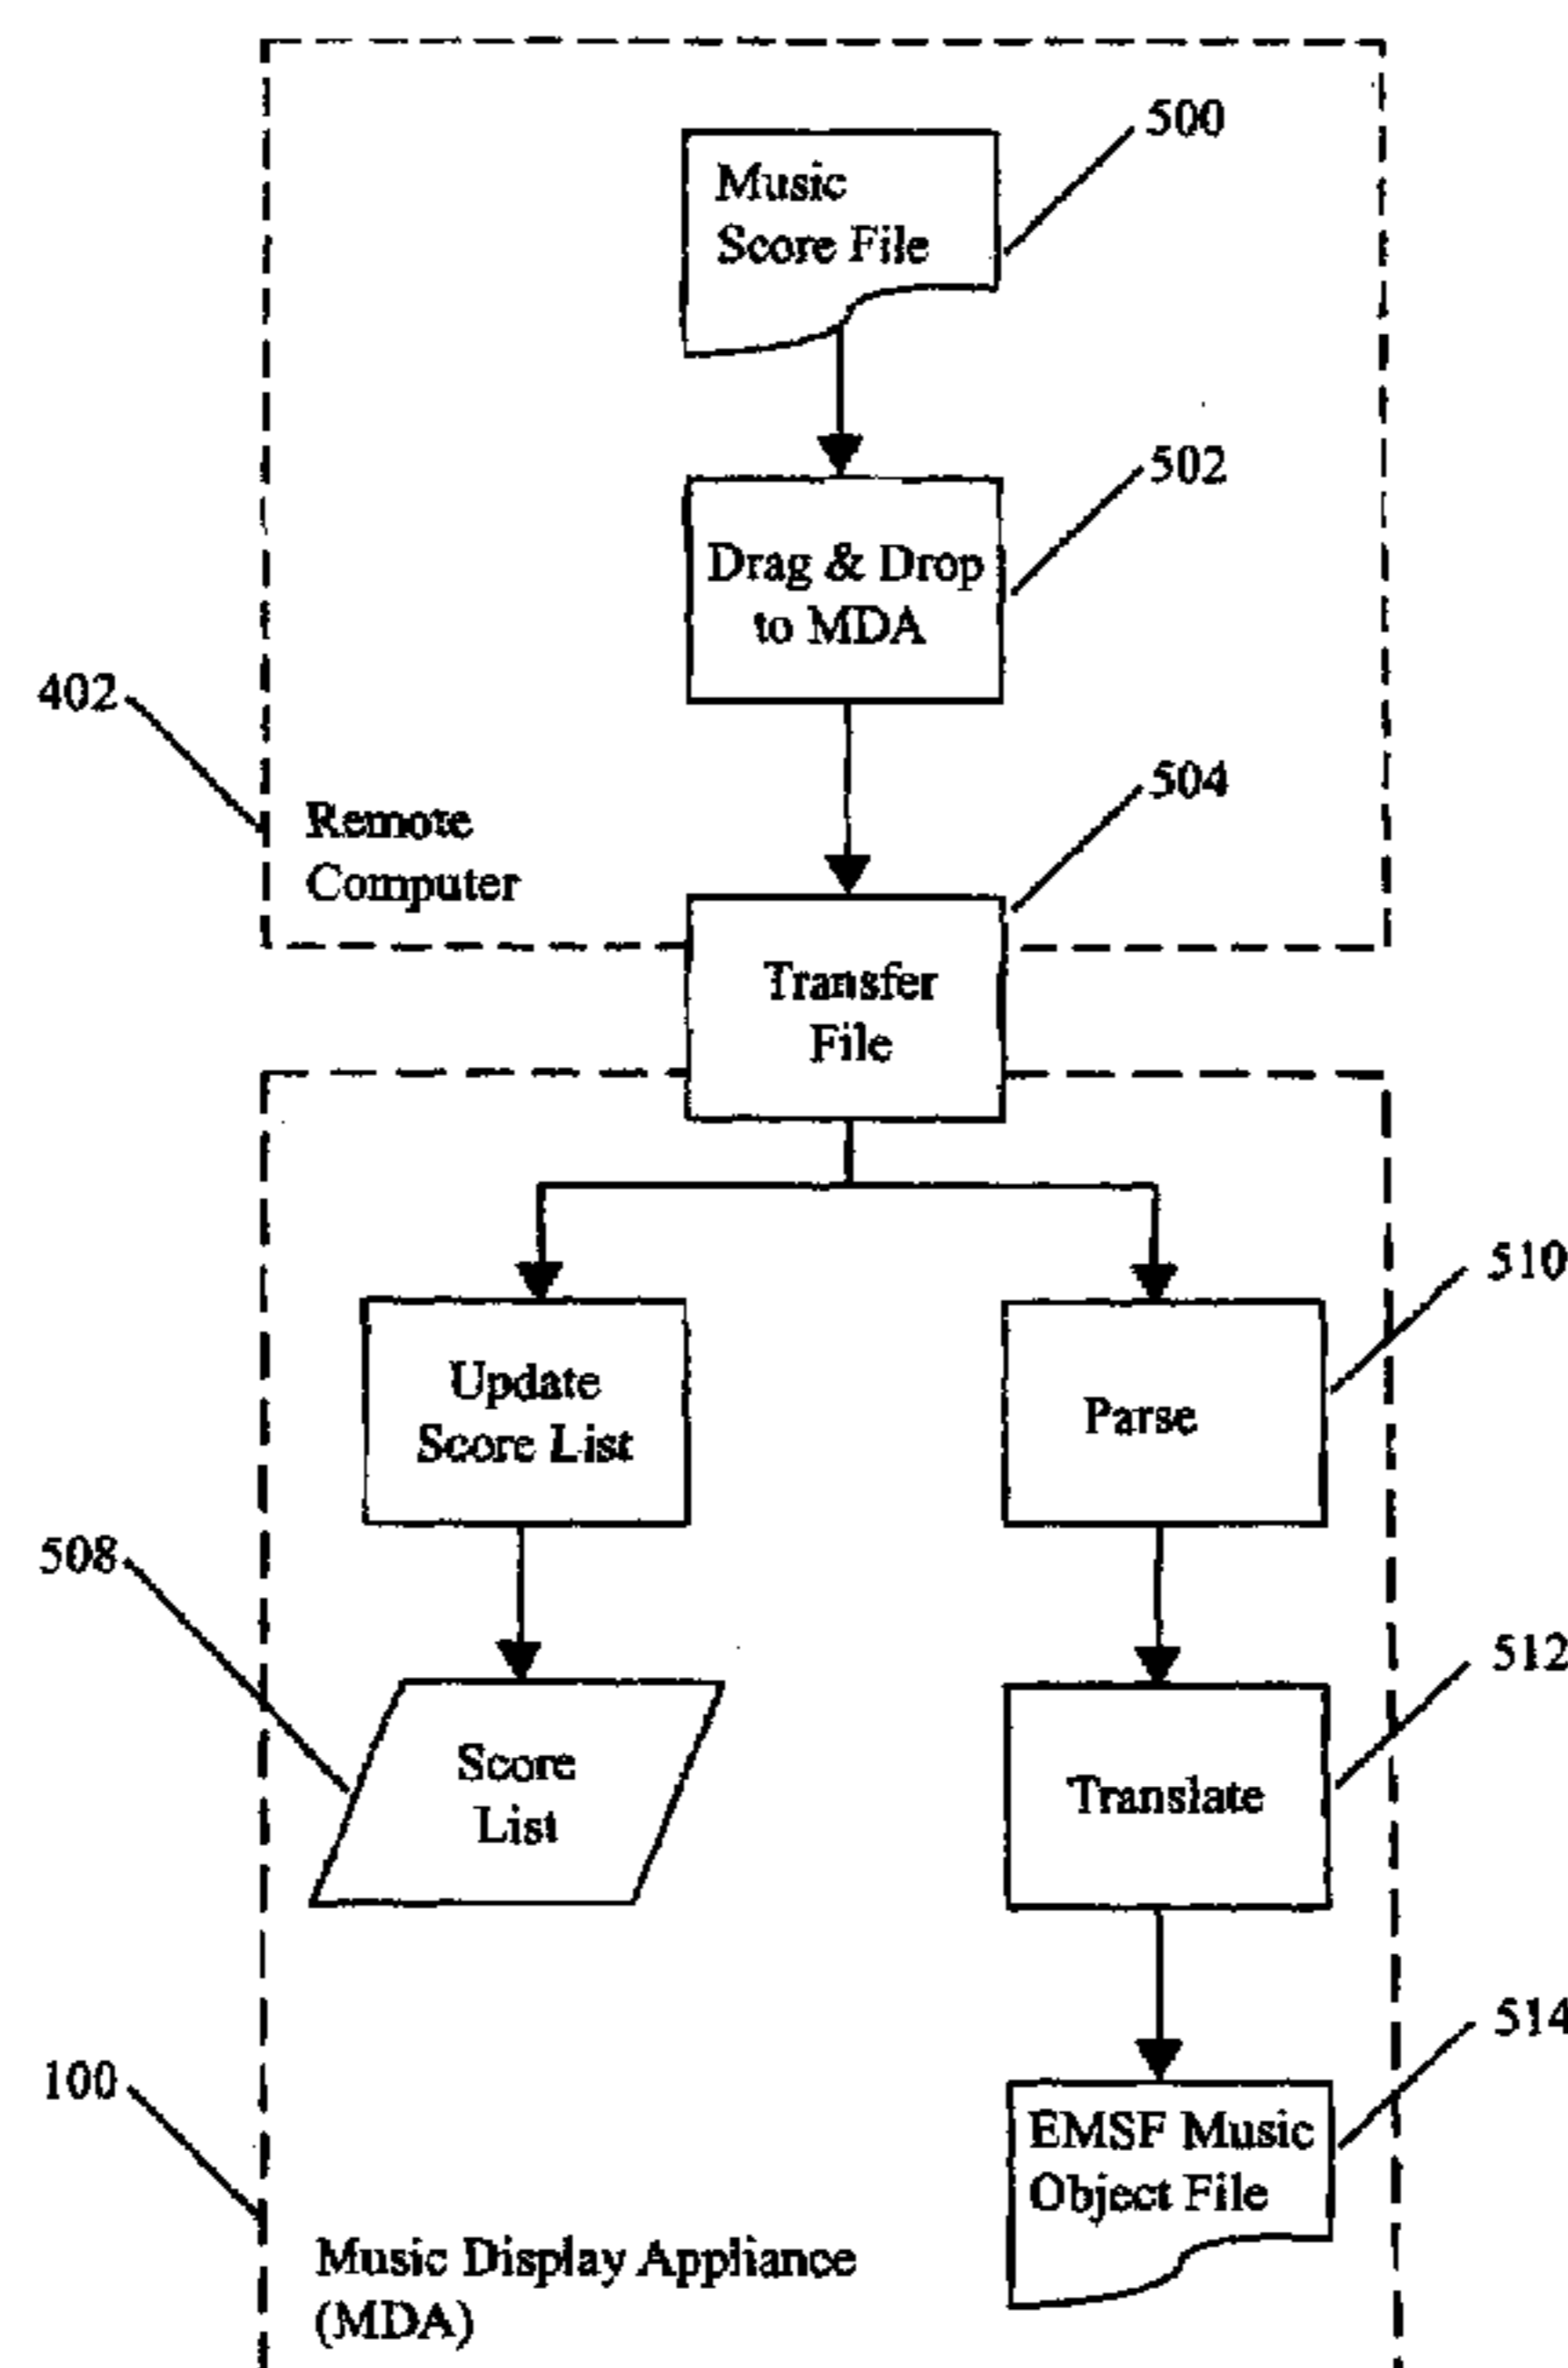 500
Music
Score File
502
Drag & Drop
to MDA
402
504
Remote
Computer
Transfer
File
510
Update
Score List
Parse
508
512
Score
List
Translate
514
100
EMSF Music
Object File
Music Display Appliance
(MDA)